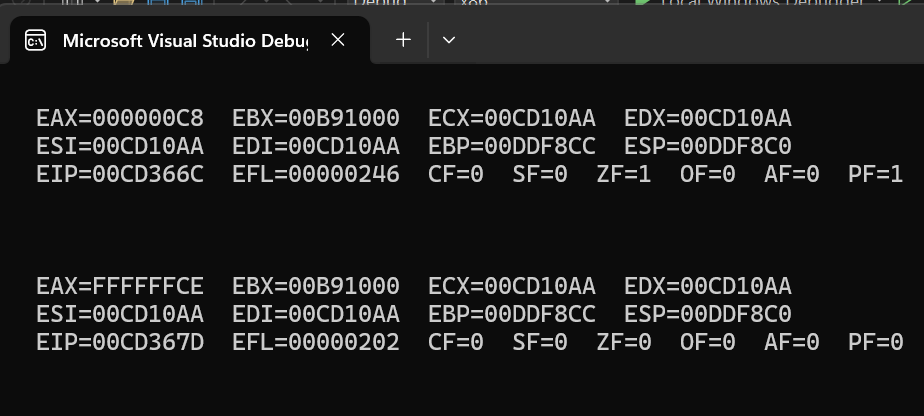 Microsoft Visual Studio Debu
EAX=000000C8 EBX=00B91000 ECX=00CD10AA EDX=00CD10AA
ESI=00CD10AA EDI=00CD10AA EBP=00DDF8CC ESP=00DDF8C0
EIP=00CD366C EFL=00000246 CF=0 SF=0 ZF=1 OF=0 AF=0 PF=1
EAX=FFFFFFCE EBX=00B91000 ECX=00CD10AA EDX=00CD10AA
ESI=00CD10AA EDI=00CD10AA EBP=00DDF8CC ESP=00DDF8C0
EIP=00CD367D EFL=00000202 CF=0 SF=0 ZF=0 OF=0 AF=0 PF=0